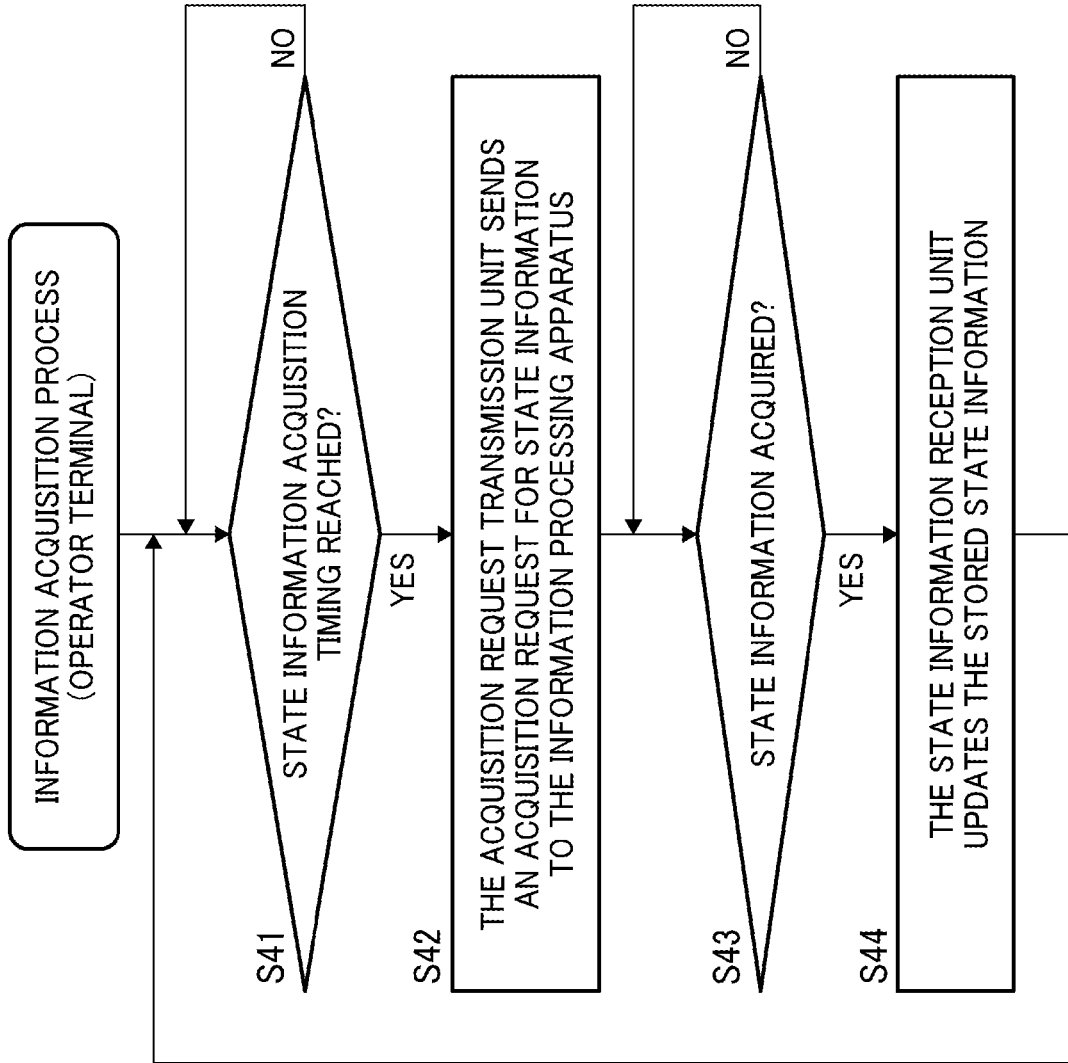 INFORMATION ACQUISITION PROCESS
(OPERATOR TERMINAL)
S41
STATE INFORMATION ACQUISITION
TIMING REACHED?
NO
YES
S42
THE ACQUISITION REQUEST TRANSMISSION UNIT SENDS
AN ACQUISITION REQUEST FOR STATE INFORMATION
TO THE INFORMATION PROCESSING APPARATUS
S43
STATE INFORMATION ACQUIRED?
NO
YES
S44
THE STATE INFORMATION RECEPTION UNIT
UPDATES THE STORED STATE INFORMATION